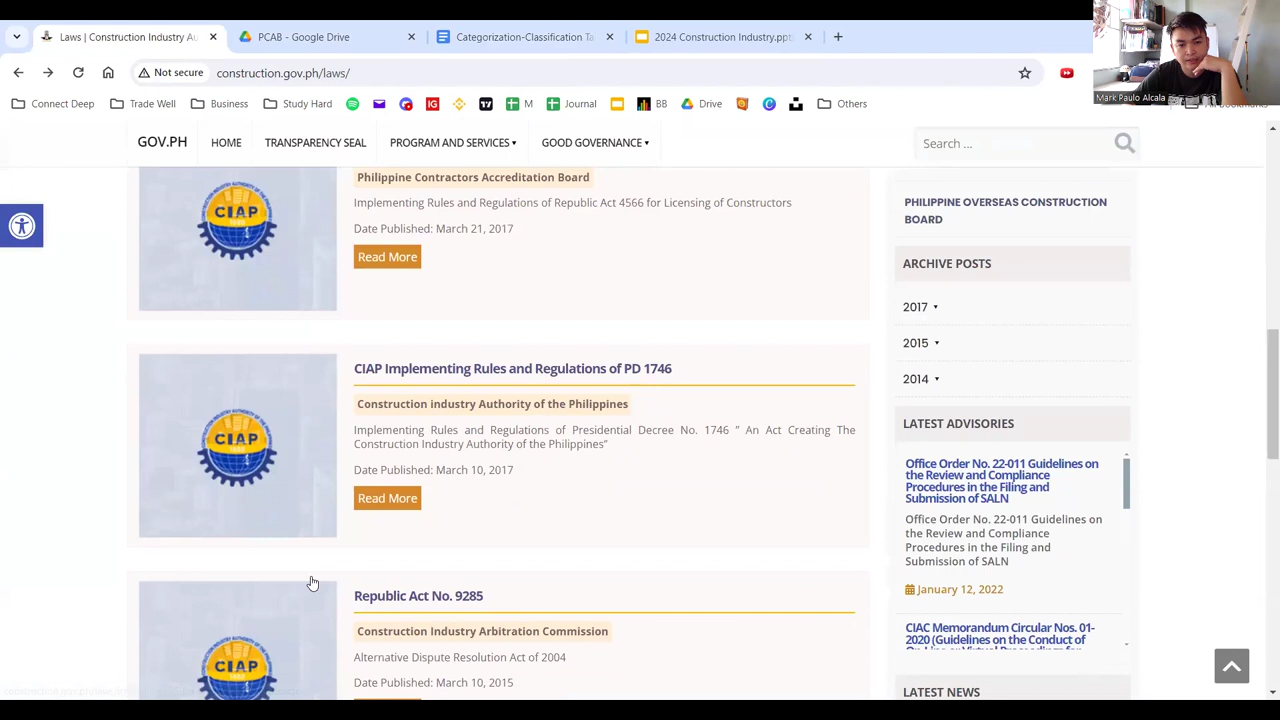 Laws | Construction Industry Au
PCAB - Google Drive
Categorization-Classification Ta
2024 Construction Industry.ppt
Not secure
construction.gov.ph/laws/
Connect Deep
Trade Well
Business
Study Hard
M
Journal
BB
Drive
Others
Mark Paulo Alcala
GOV.PH
HOME
TRANSPARENCY SEAL
PROGRAM AND SERVICES
GOOD GOVERNANCE
Search ...
CIAP
Philippine Contractors Accreditation Board
Implementing Rules and Regulations of Republic Act 4566 for Licensing of Constructors
Date Published: March 21, 2017
Read More
CIAP
CIAP Implementing Rules and Regulations of PD 1746
Construction industry Authority of the Philippines
Implementing Rules and Regulations of Presidential Decree No. 1746 ” An Act Creating The
Construction Industry Authority of the Philippines”
Date Published: March 10, 2017
Read More
CIAP
Republic Act No. 9285
Construction Industry Arbitration Commission
Alternative Dispute Resolution Act of 2004
Date Published: March 10, 2015
PHILIPPINE OVERSEAS CONSTRUCTION
BOARD
ARCHIVE POSTS
2017
2015
2014
LATEST ADVISORIES
Office Order No. 22-011 Guidelines on
the Review and Compliance
Procedures in the Filing and
Submission of SALN
Office Order No. 22-011 Guidelines on
the Review and Compliance
Procedures in the Filing and
Submission of SALN
January 12, 2022
CIAC Memorandum Circular Nos. 01-
2020 (Guidelines on the Conduct of
On-Line or Virtual Proceedings for
LATEST NEWS